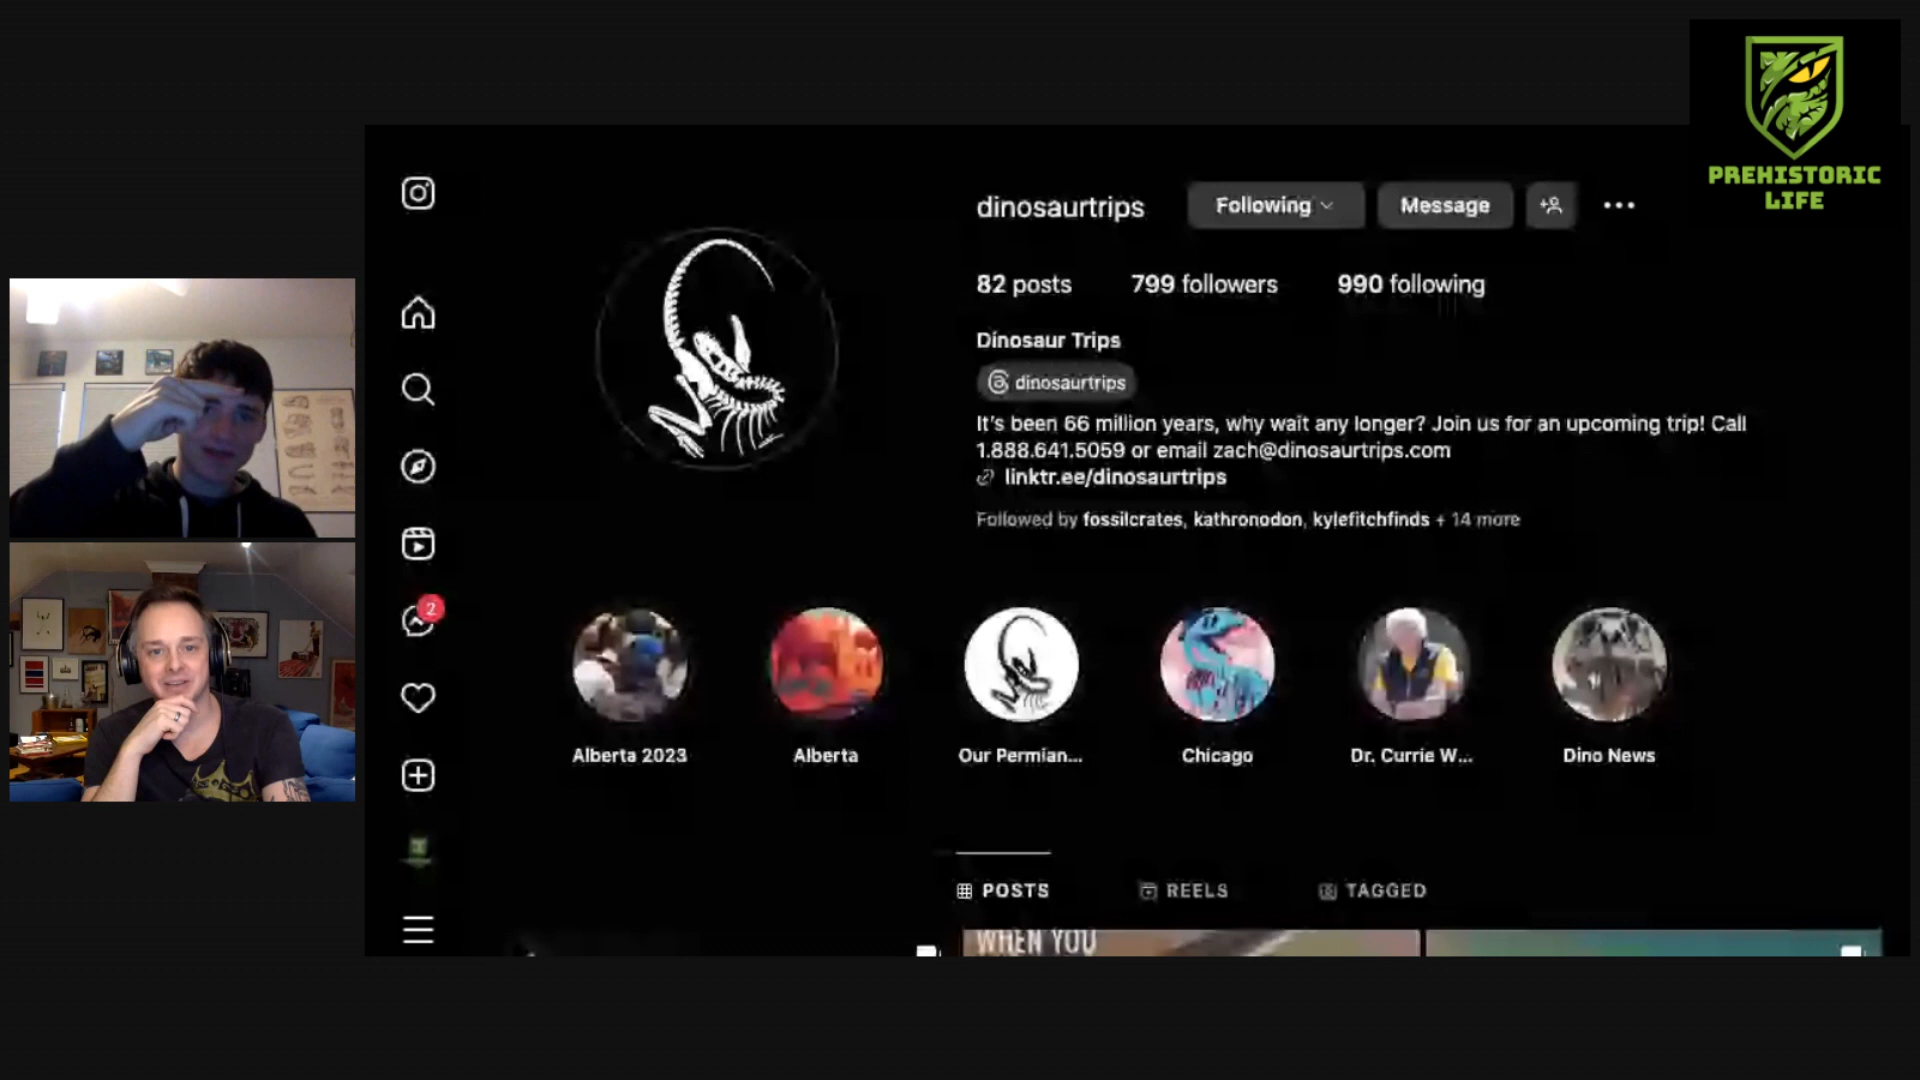 PREHISTORIC
LIFE
dinosaurtrips
Following
Message
82 posts
799 followers
990 following
Dinosaur Trips
dinosaurtrips
It's been 66 million years, why wait any longer? Join us for an upcoming trip! Call
1.888.641.5059 or email zach@dinosaurtrips.com
linktr.ee/dinosaurtrips
Followed by fossilcrates, kathronodon, kylefitchfinds + 14 more
2
Alberta 2023
Alberta
Our Permian...
Chicago
Dr. Currie W...
Dino News
POSTS
REELS
TAGGED
WHEN YOU